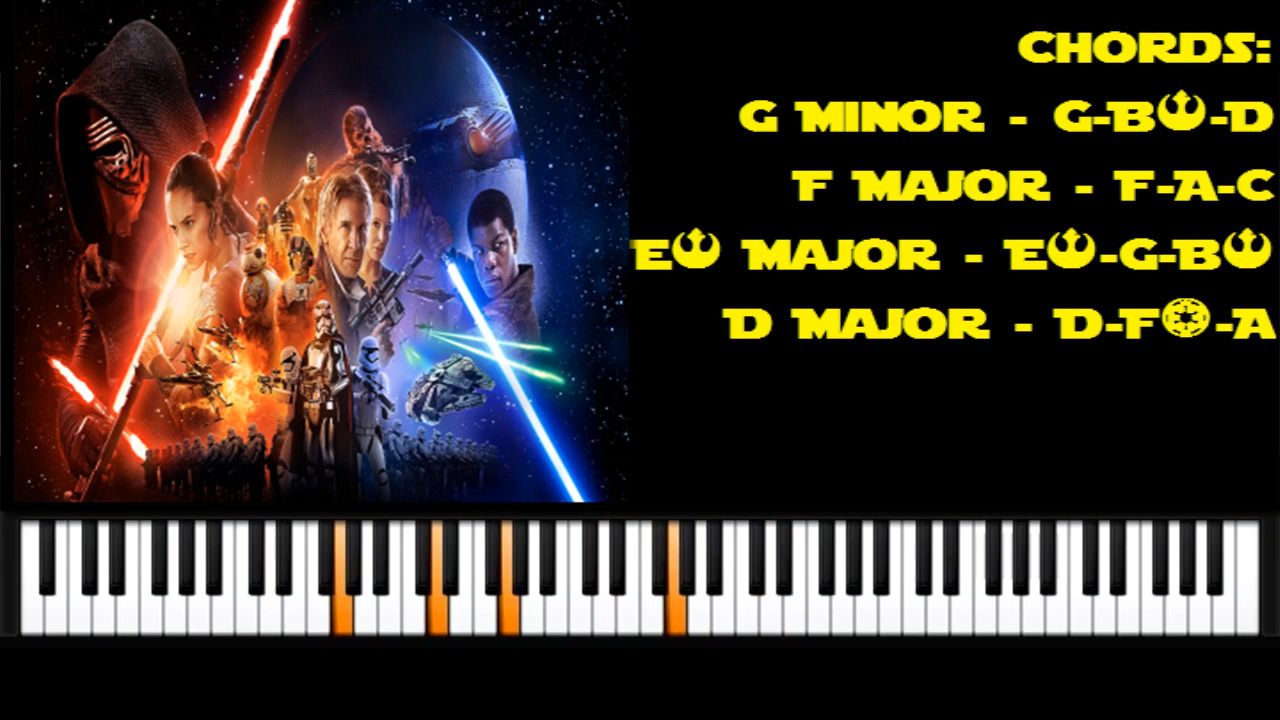 CHORDS:
G MINOR - G-B♭-D
F MAJOR - F-A-C
E♭ MAJOR - E♭-G-B♭
D MAJOR - D-F#-A